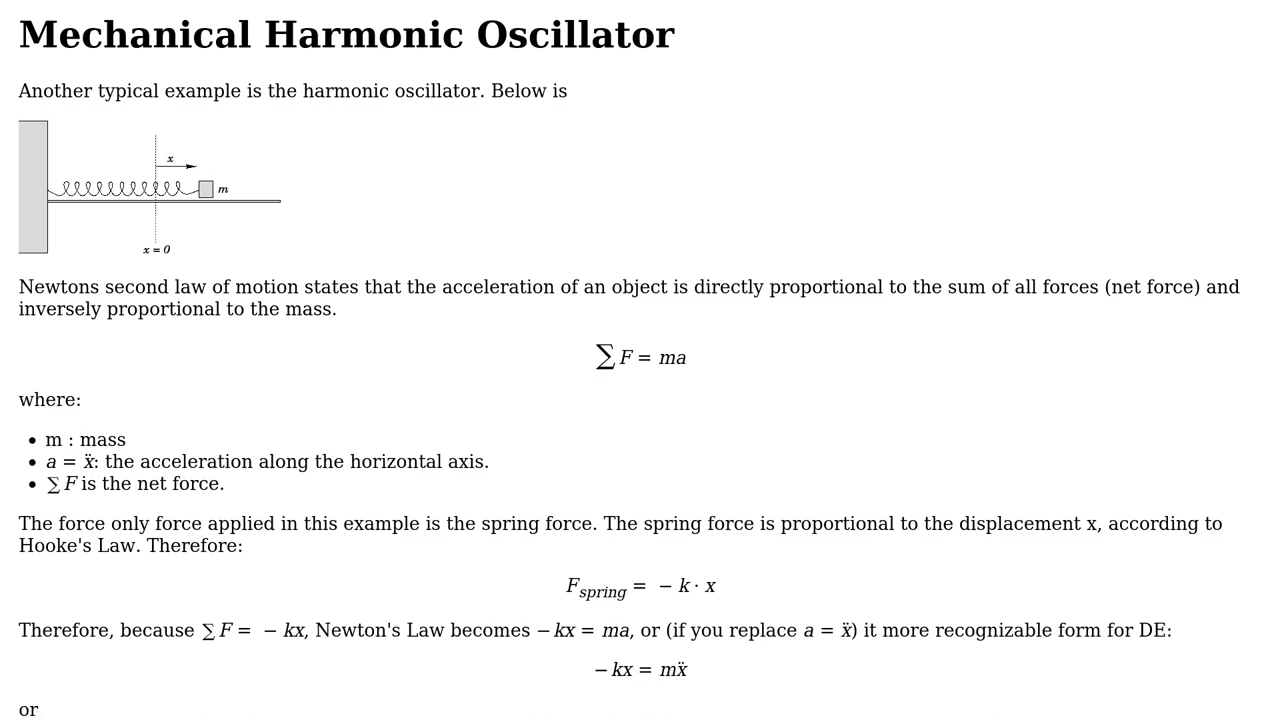 Mechanical Harmonic Oscillator
Another typical example is the harmonic oscillator. Below is
x
m
x = 0
Newtons second law of motion states that the acceleration of an object is directly proportional to the sum of all forces (net force) and
inversely proportional to the mass.
∑ F = ma
where:
• m : mass
• a = ẍ: the acceleration along the horizontal axis.
• ∑ F is the net force.
The force only force applied in this example is the spring force. The spring force is proportional to the displacement x, according to
Hooke's Law. Therefore:
F_spring = − k · x
Therefore, because ∑ F = − kx, Newton's Law becomes − kx = ma, or (if you replace a = ẍ) it more recognizable form for DE:
− kx = mẍ
or